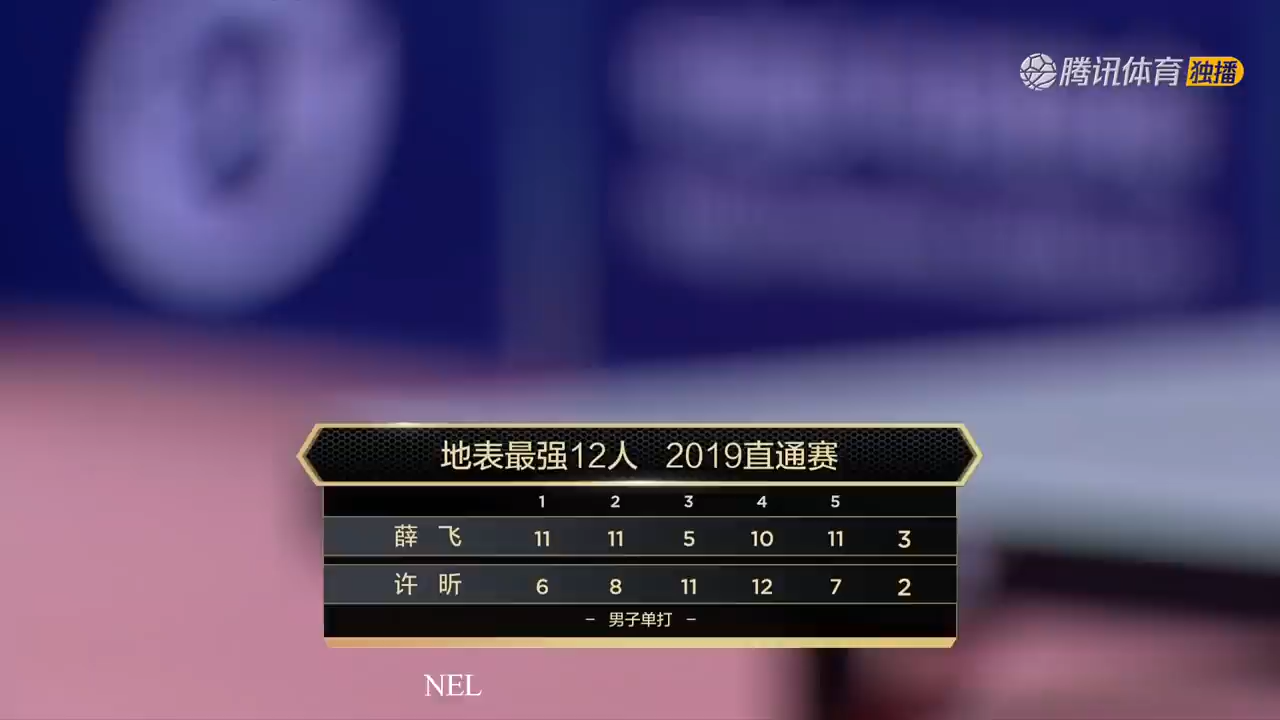 腾讯体育 独播
地表最强12人 2019直通赛
1 2 3 4 5
薛 飞 11 11 5 10 11 3
许 昕 6 8 11 12 7 2
- 男子单打 -
NEL